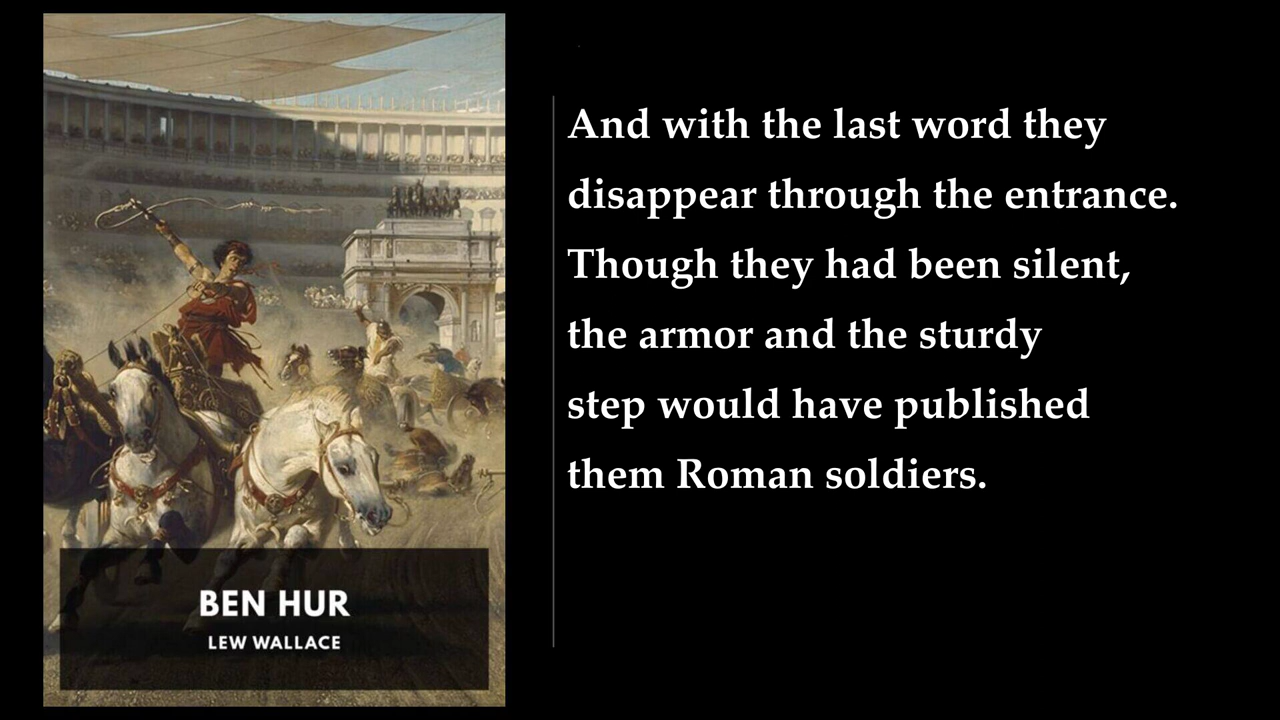 BEN HUR
LEW WALLACE
And with the last word they
disappear through the entrance.
Though they had been silent,
the armor and the sturdy
step would have published
them Roman soldiers.